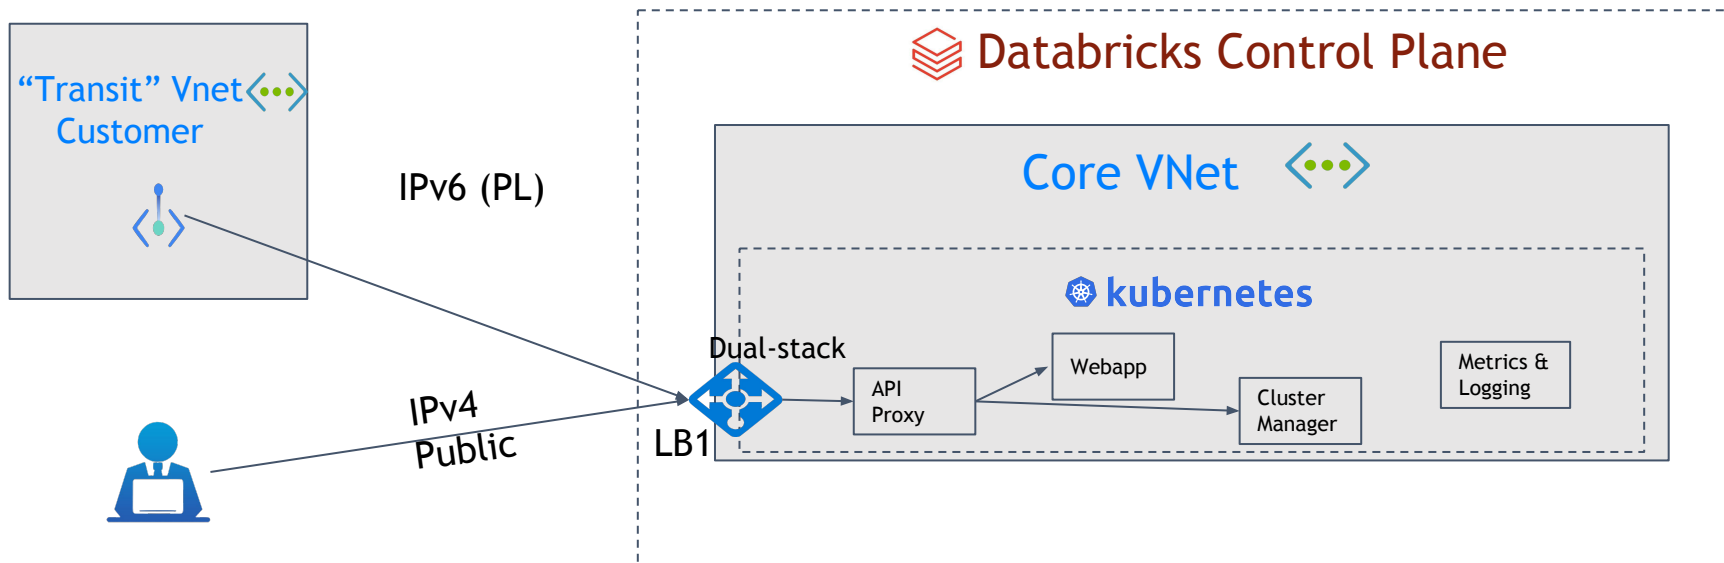 “Transit” Vnet
Customer
Databricks Control Plane
Core VNet
IPv6 (PL)
kubernetes
Dual-stack
API
Proxy
Webapp
Cluster
Manager
Metrics &
Logging
IPv4
Public
LB1